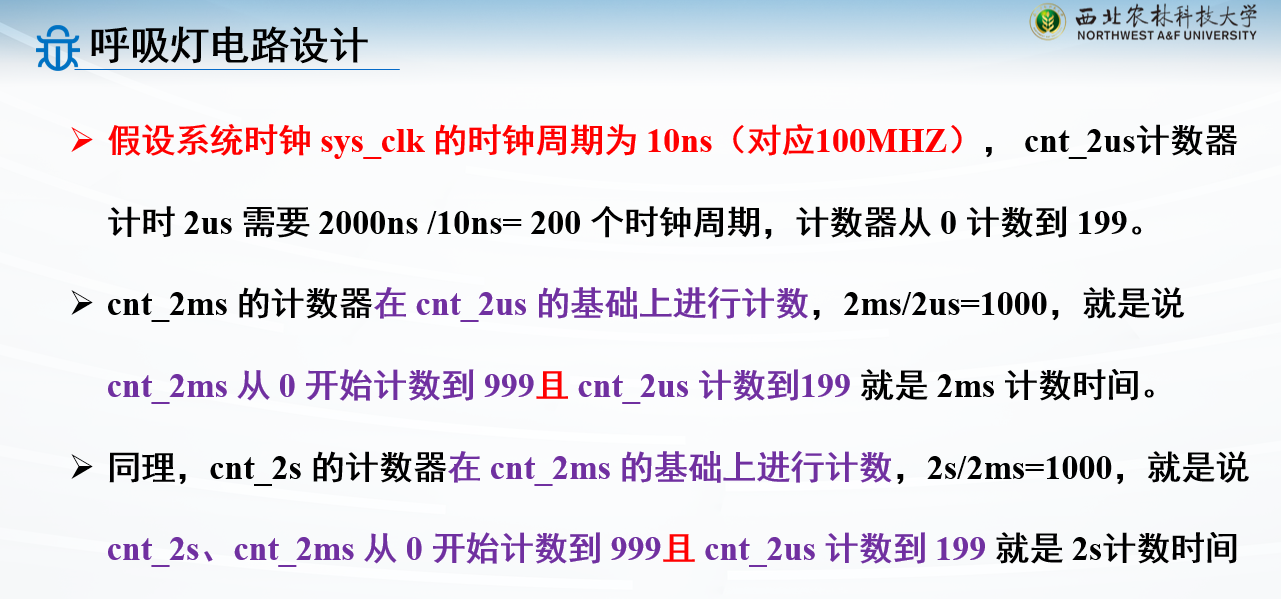 呼吸灯电路设计
西北农林科技大学
NORTHWEST A&F UNIVERSITY
➢ 假设系统时钟 sys_clk 的时钟周期为 10ns（对应100MHZ）， cnt_2us计数器
计时 2us 需要 2000ns /10ns= 200 个时钟周期，计数器从 0 计数到 199。
➢ cnt_2ms 的计数器在 cnt_2us 的基础上进行计数，2ms/2us=1000，就是说
cnt_2ms 从 0 开始计数到 999且 cnt_2us 计数到199 就是 2ms 计数时间。
➢ 同理，cnt_2s 的计数器在 cnt_2ms 的基础上进行计数，2s/2ms=1000，就是说
cnt_2s、cnt_2ms 从 0 开始计数到 999且 cnt_2us 计数到 199 就是 2s计数时间